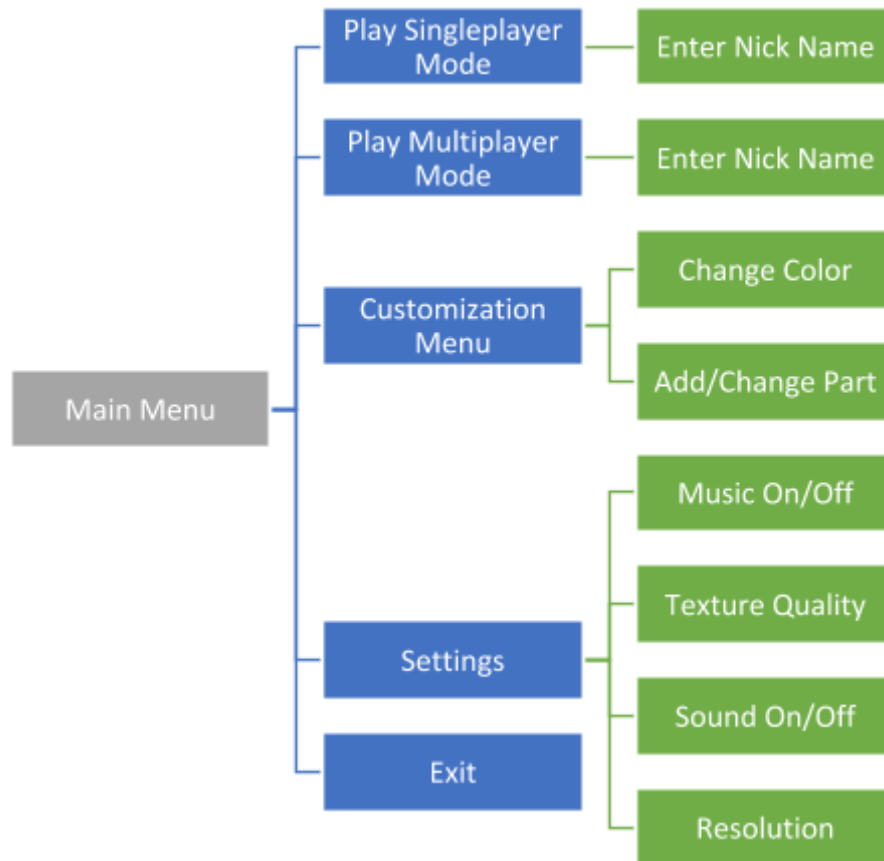 Play Singleplayer
Mode
Enter Nick Name
Play Multiplayer
Mode
Enter Nick Name
Change Color
Customization
Menu
Add/Change Part
Main Menu
Music On/Off
Texture Quality
Settings
Sound On/Off
Exit
Resolution